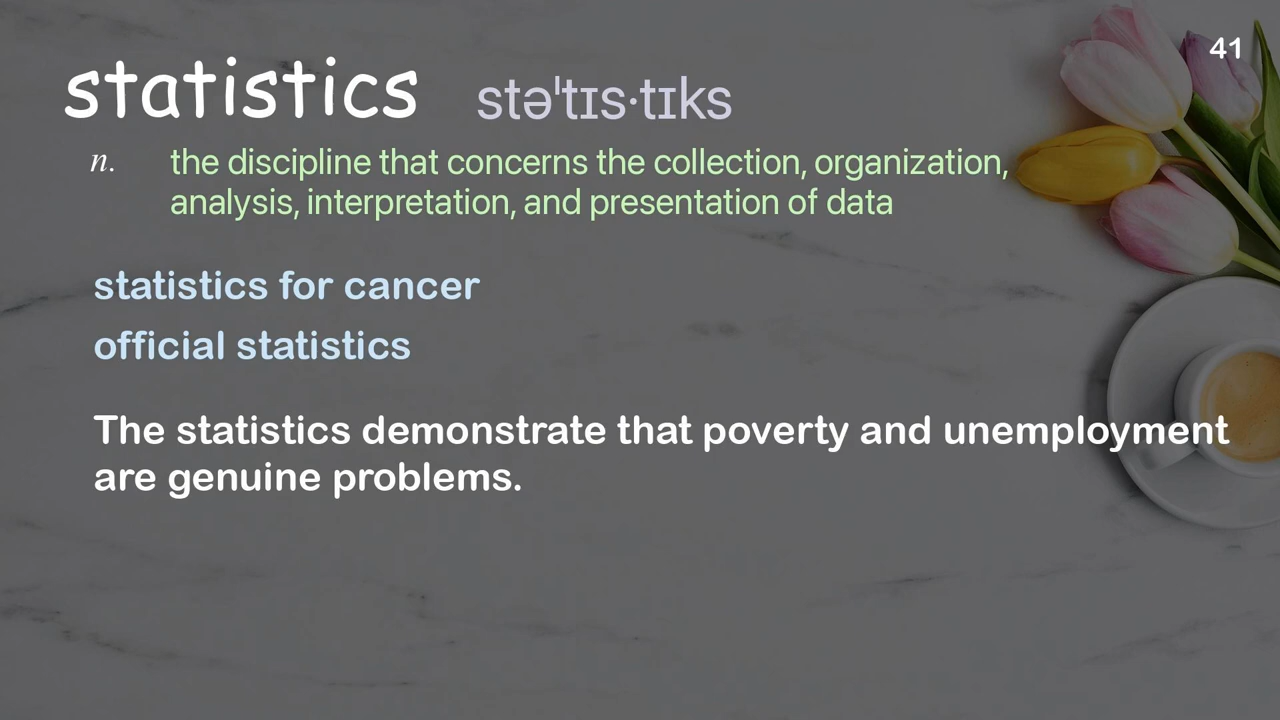 41
statistics stəˈtɪs·tɪks
n. the discipline that concerns the collection, organization,
analysis, interpretation, and presentation of data
statistics for cancer
official statistics
The statistics demonstrate that poverty and unemployment
are genuine problems.